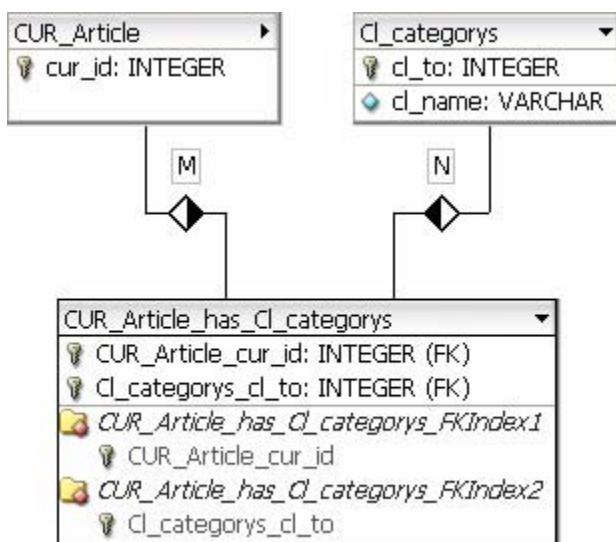 CUR_Article
cur_id: INTEGER
Cl_categorys
cl_to: INTEGER
cl_name: VARCHAR
M
N
CUR_Article_has_Cl_categorys
CUR_Article_cur_id: INTEGER (FK)
Cl_categorys_cl_to: INTEGER (FK)
CUR_Article_has_Cl_categorys_FKIndex1
CUR_Article_cur_id
CUR_Article_has_Cl_categorys_FKIndex2
Cl_categorys_cl_to